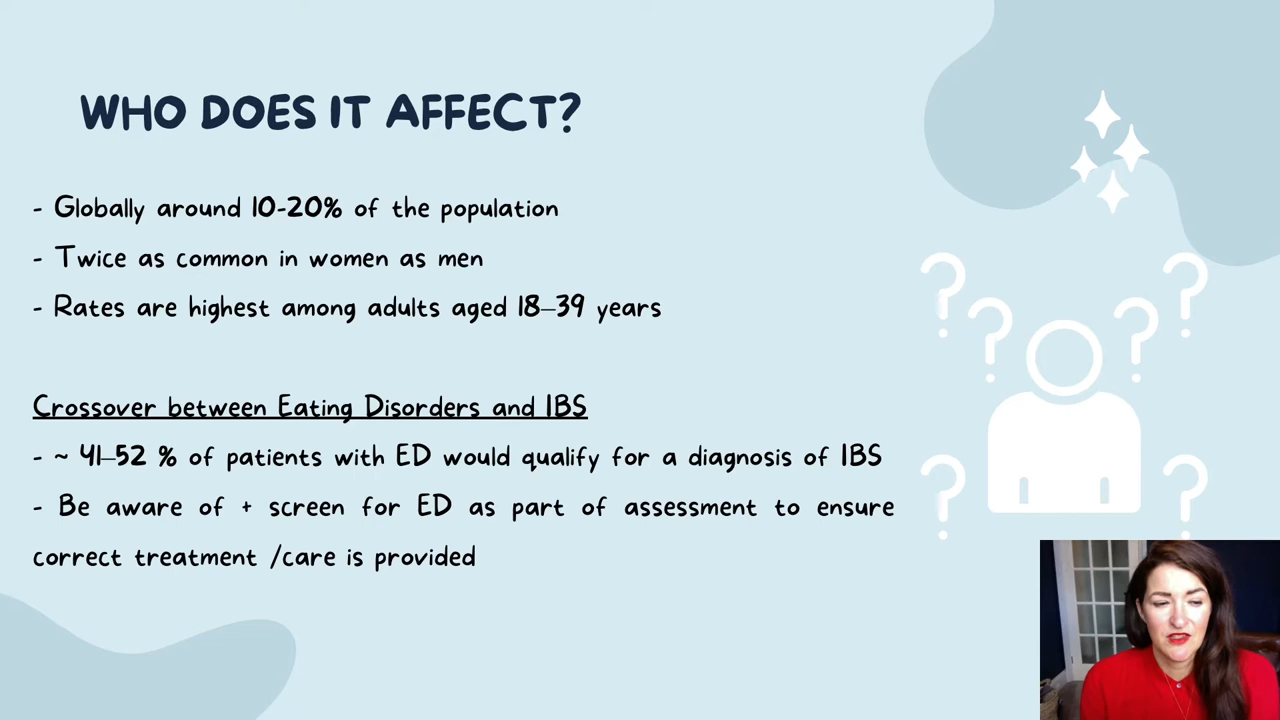 WHO DOES IT AFFECT?
- Globally around 10-20% of the population
- Twice as common in women as men
- Rates are highest among adults aged 18–39 years
Crossover between Eating Disorders and IBS
- ~ 41–52 % of patients with ED would qualify for a diagnosis of IBS
- Be aware of + screen for ED as part of assessment to ensure
correct treatment /care is provided